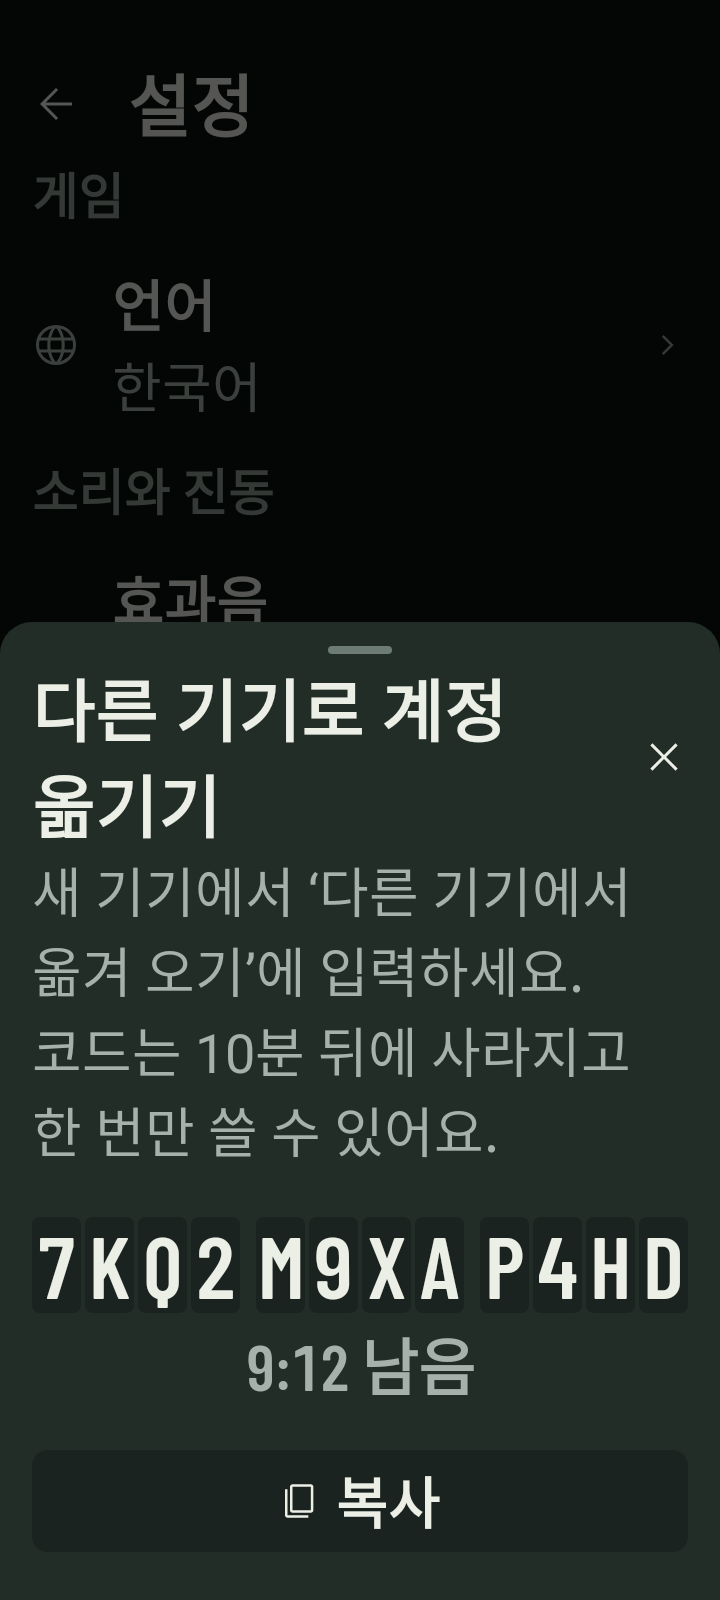 설정
게임
언어
한국어
소리와 진동
효과음
다른 기기로 계정
옮기기
새 기기에서 ‘다른 기기에서
옮겨 오기’에 입력하세요.
코드는 10분 뒤에 사라지고
한 번만 쓸 수 있어요.
7KQ2 M9XA P4HD
9:12 남음
복사